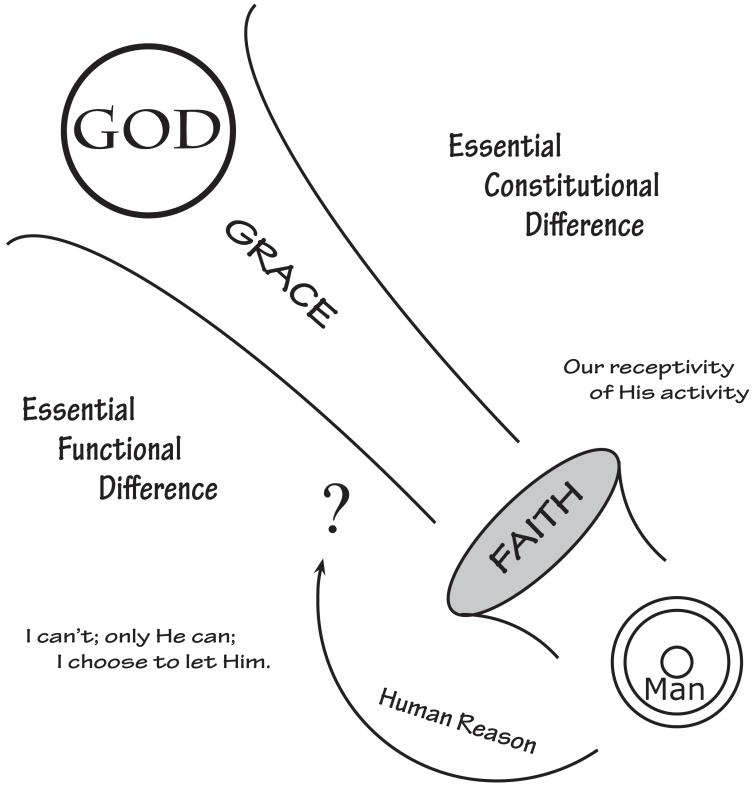 GOD
Essential
Constitutional
Difference
GRACE
Our receptivity
of His activity
Essential
Functional
Difference
?
FAITH
I can't; only He can;
I choose to let Him.
Man
Human Reason